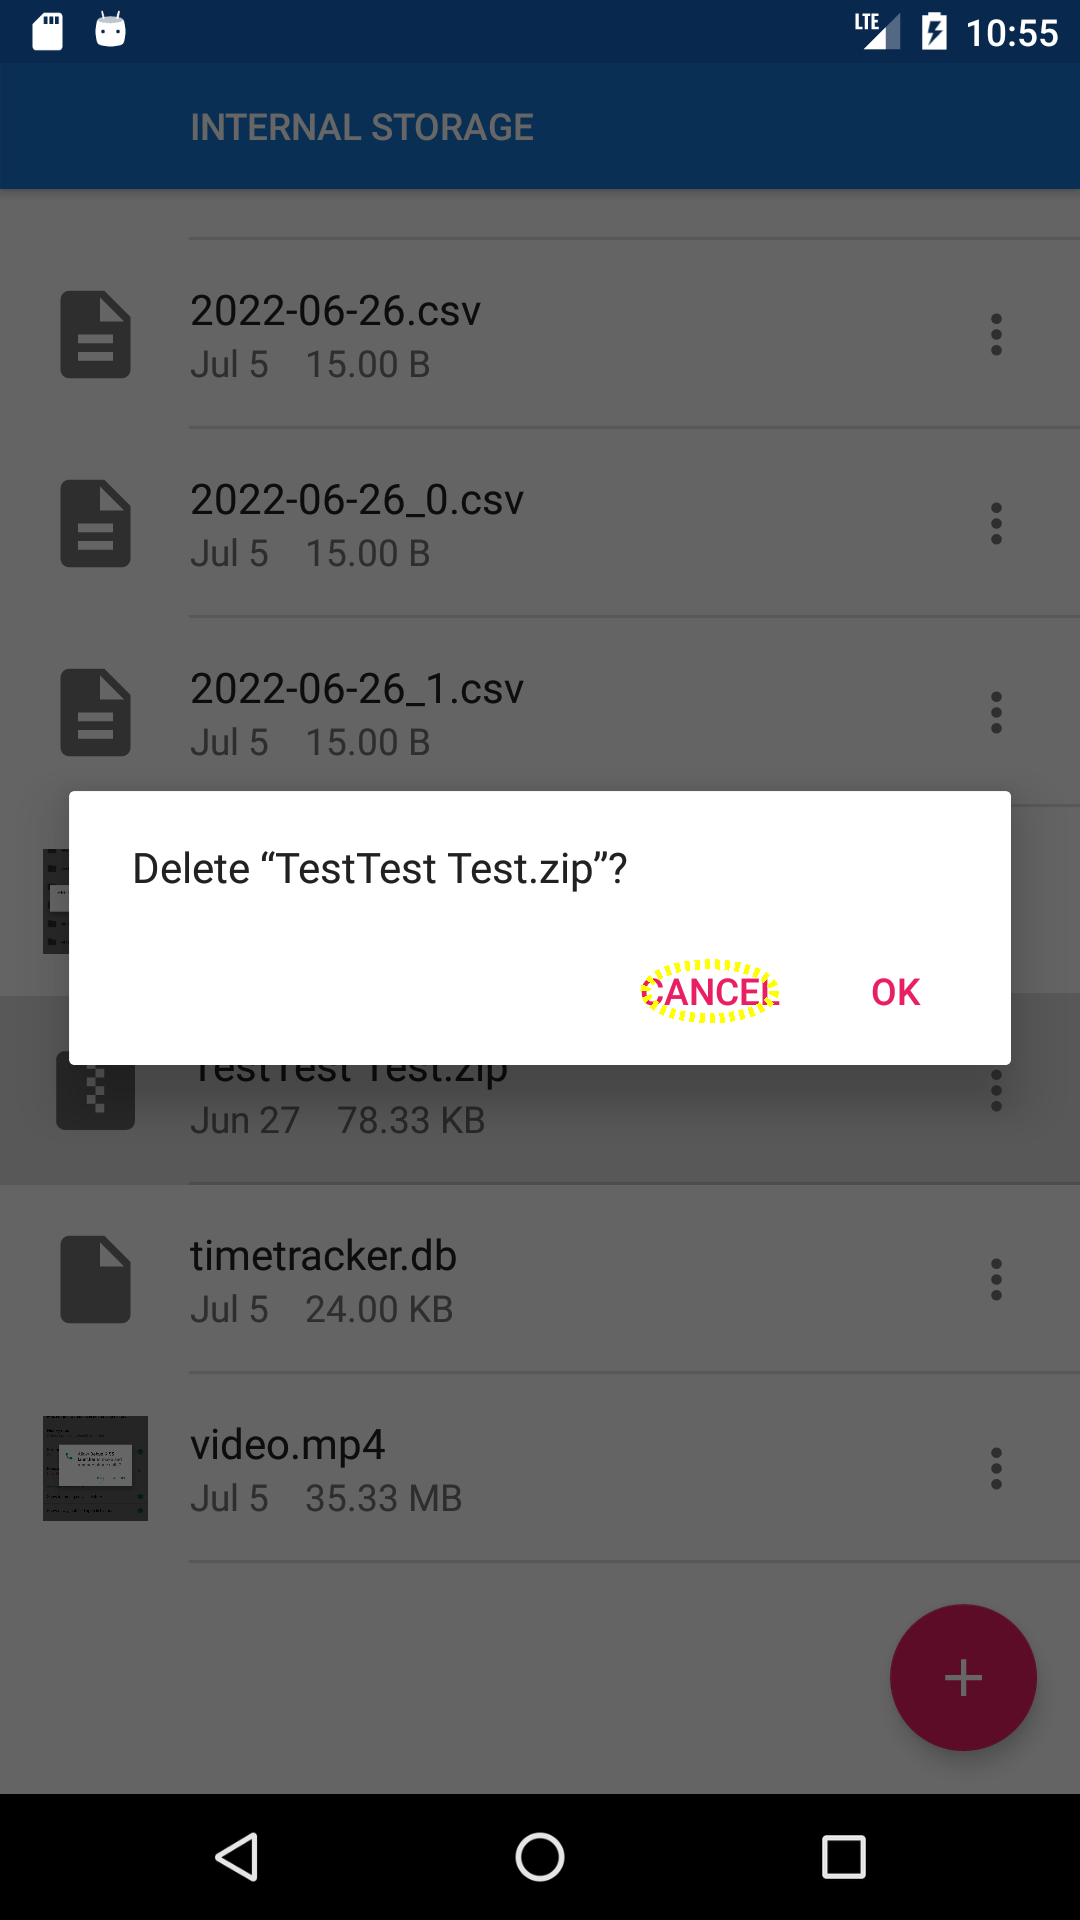 LTE 10:55
INTERNAL STORAGE
2022-06-26.csv
Jul 5 15.00 B
2022-06-26_0.csv
Jul 5 15.00 B
2022-06-26_1.csv
Jul 5 15.00 B
Delete “TestTest Test.zip”?
CANCEL OK
TestTest Test.zip
Jun 27 78.33 KB
timetracker.db
Jul 5 24.00 KB
video.mp4
Jul 5 35.33 MB